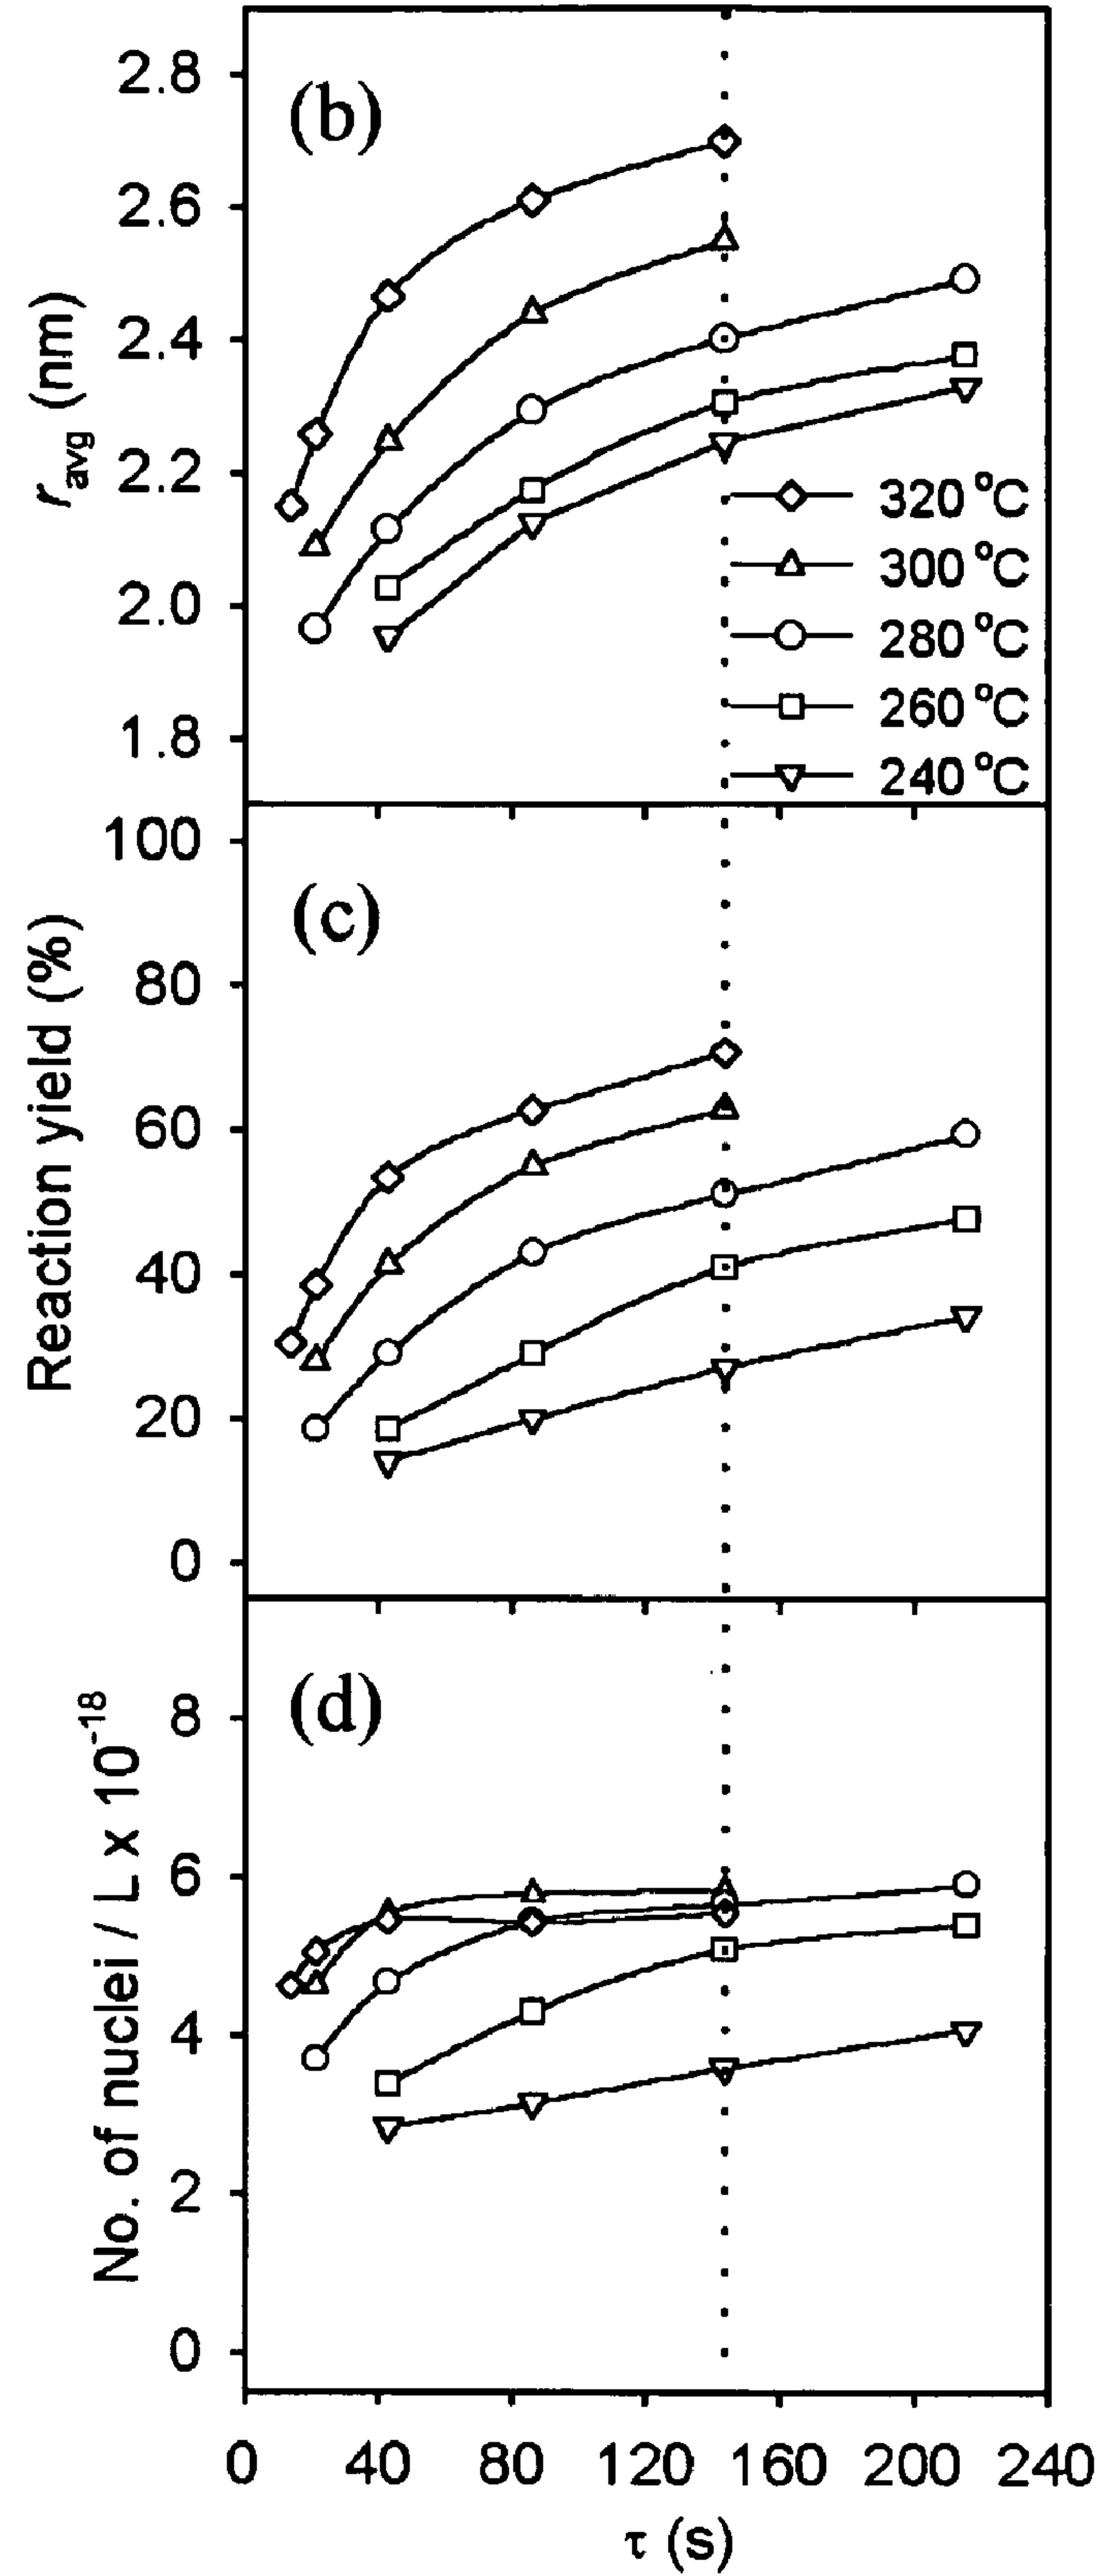 (b)
2.8
2.6
2.4
2.2
2.0
1.8
r avg (nm)
320 °C
300 °C
280 °C
260 °C
240 °C
(c)
100
80
60
40
20
0
Reaction yield (%)
(d)
8
6
4
2
0
No. of nuclei / L x 10⁻¹⁸
0 40 80 120 160 200 240
τ (s)